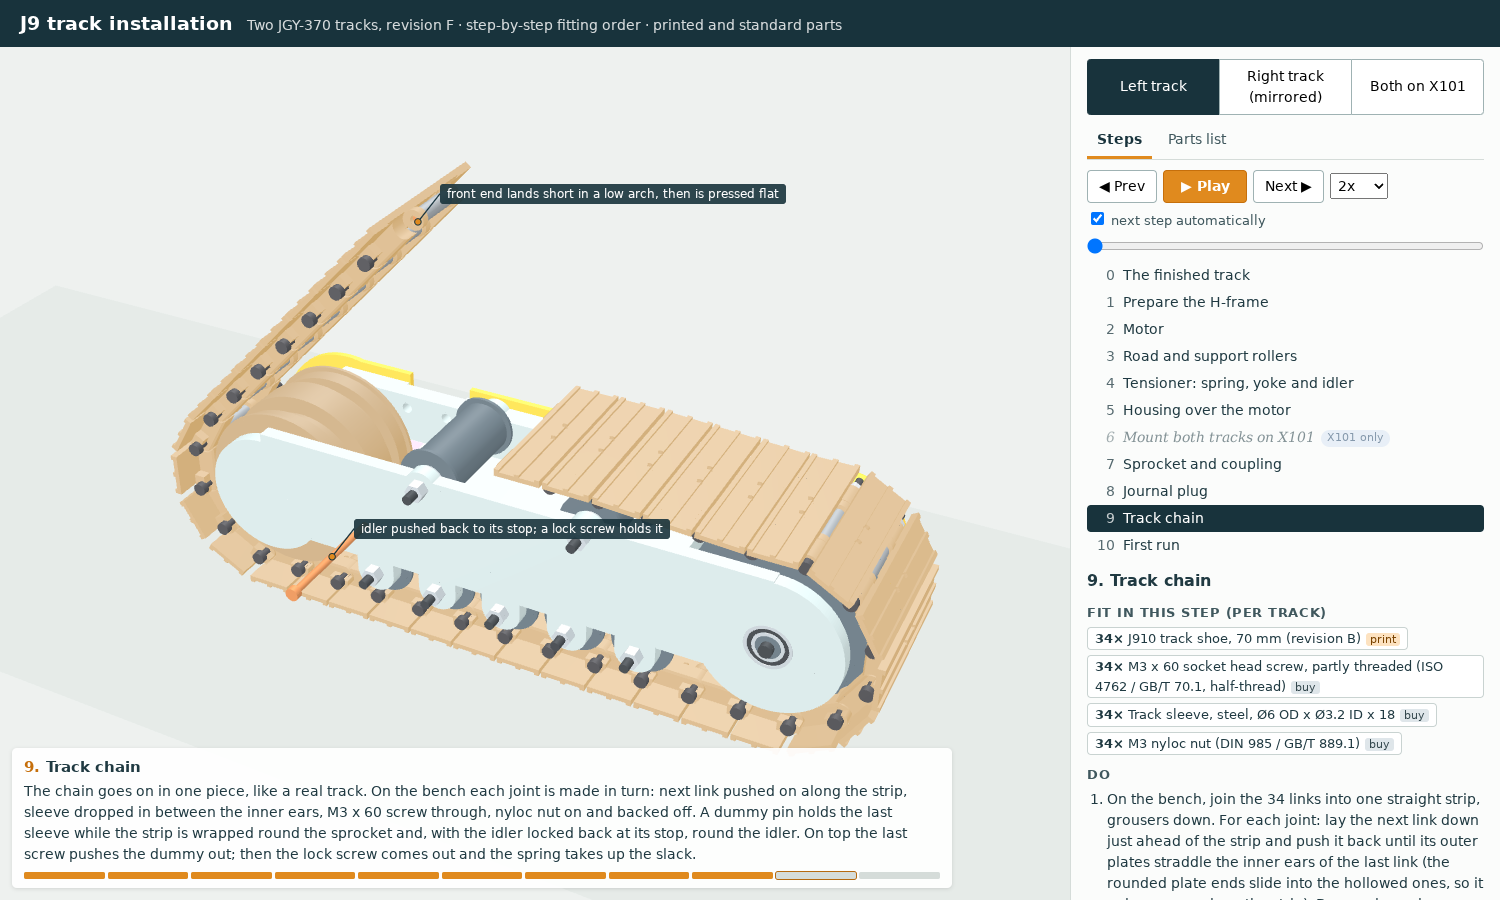 J9 track installation
Two JGY-370 tracks, revision F · step-by-step fitting order · printed and standard parts
front end lands short in a low arch, then is pressed flat
idler pushed back to its stop; a lock screw holds it
9. Track chain
The chain goes on in one piece, like a real track. On the bench each joint is made in turn: next link pushed on along the strip,
sleeve dropped in between the inner ears, M3 x 60 screw through, nyloc nut on and backed off. A dummy pin holds the last
sleeve while the strip is wrapped round the sprocket and, with the idler locked back at its stop, round the idler. On top the last
screw pushes the dummy out; then the lock screw comes out and the spring takes up the slack.
Left track
Right track
(mirrored)
Both on X101
Steps
Parts list
◀ Prev
▶ Play
Next ▶
2x
next step automatically
0 The finished track
1 Prepare the H-frame
2 Motor
3 Road and support rollers
4 Tensioner: spring, yoke and idler
5 Housing over the motor
6 Mount both tracks on X101 X101 only
7 Sprocket and coupling
8 Journal plug
9 Track chain
10 First run
9. Track chain
FIT IN THIS STEP (PER TRACK)
34× J910 track shoe, 70 mm (revision B) print
34× M3 x 60 socket head screw, partly threaded (ISO
4762 / GB/T 70.1, half-thread) buy
34× Track sleeve, steel, Ø6 OD x Ø3.2 ID x 18 buy
34× M3 nyloc nut (DIN 985 / GB/T 889.1) buy
DO
1. On the bench, join the 34 links into one straight strip,
grousers down. For each joint: lay the next link down
just ahead of the strip and push it back until its outer
plates straddle the inner ears of the last link (the
rounded plate ends slide into the hollowed ones, so it